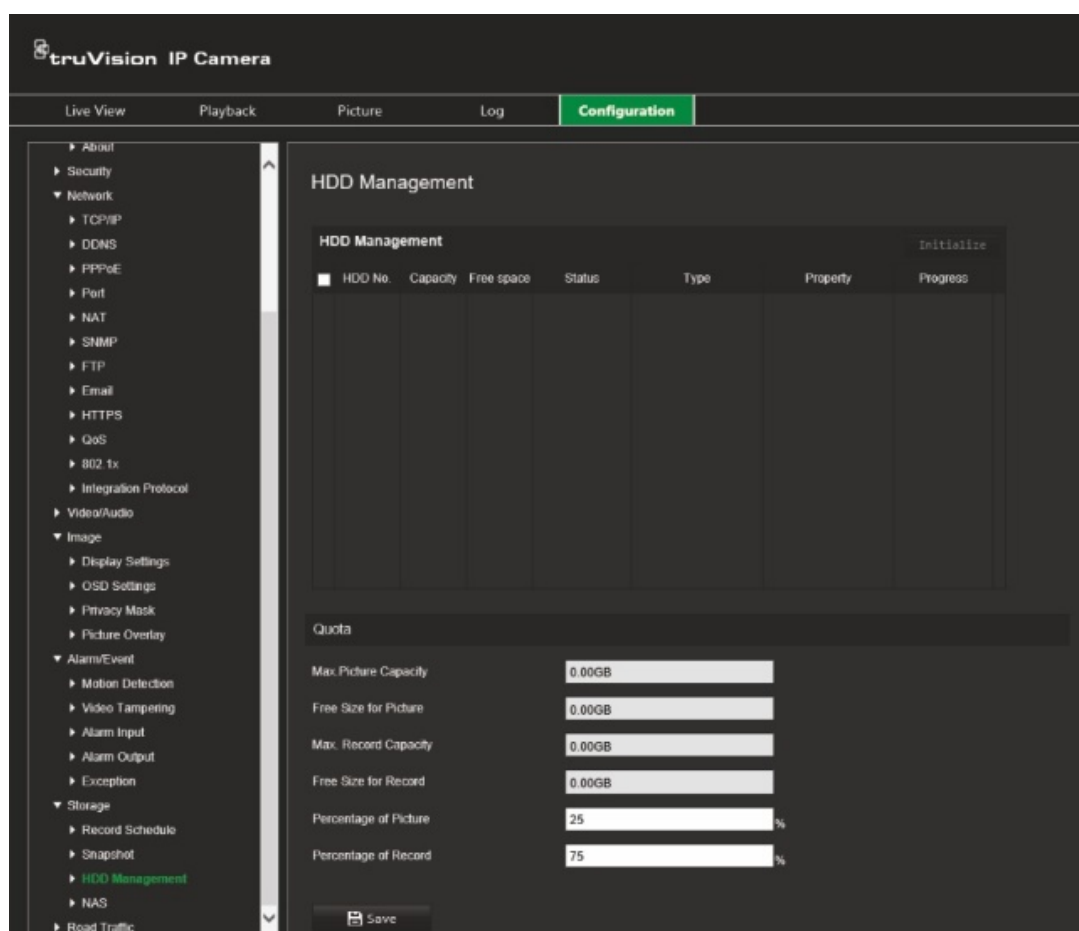 truVision IP Camera
Live View Playback Picture Log Configuration
About
Security
Network
TCP/IP
DDNS
PPPoE
Port
NAT
SNMP
FTP
Email
HTTPS
QoS
802.1x
Integration Protocol
Video/Audio
Image
Display Settings
OSD Settings
Privacy Mask
Picture Overlay
Alarm/Event
Motion Detection
Video Tampering
Alarm Input
Alarm Output
Exception
Storage
Record Schedule
Snapshot
HDD Management
NAS
Road Traffic
HDD Management
HDD Management Initialize
HDD No. Capacity Free space Status Type Property Progress
Quota
Max.Picture Capacity 0.00GB
Free Size for Picture 0.00GB
Max. Record Capacity 0.00GB
Free Size for Record 0.00GB
Percentage of Picture 25 %
Percentage of Record 75 %
Save